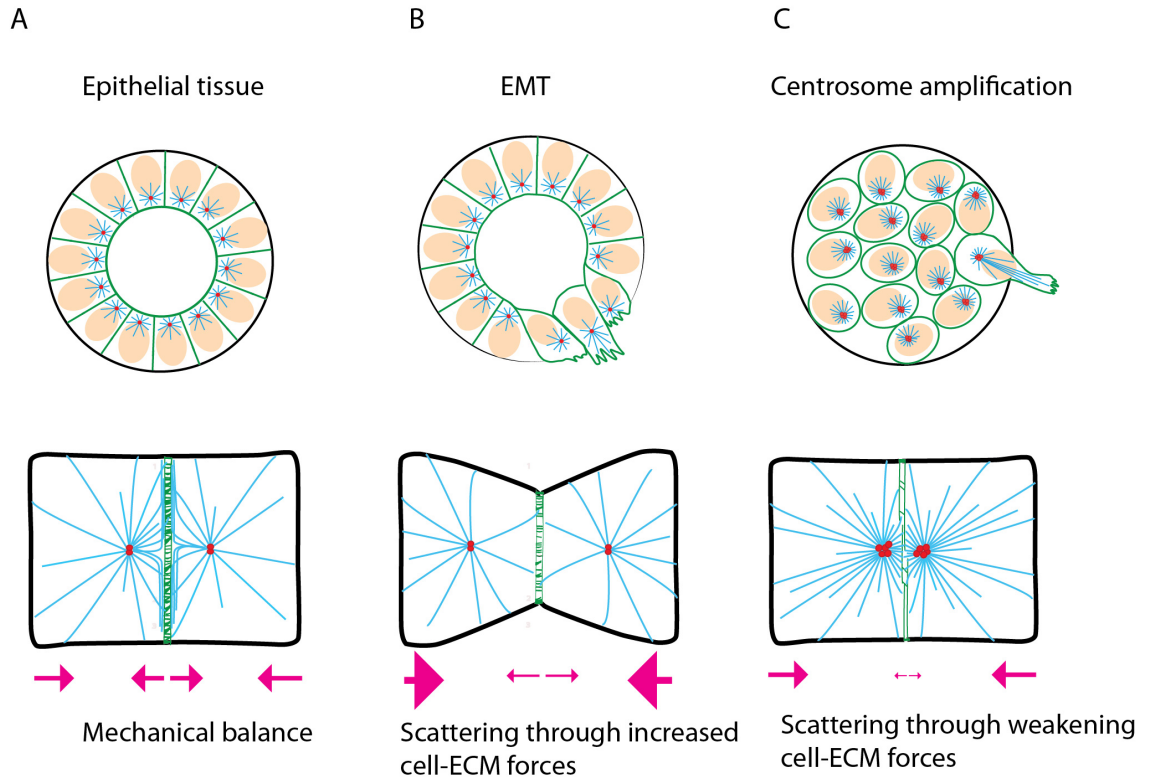 A
B
C
Epithelial tissue
EMT
Centrosome amplification
Mechanical balance
Scattering through increased
cell-ECM forces
Scattering through weakening
cell-ECM forces